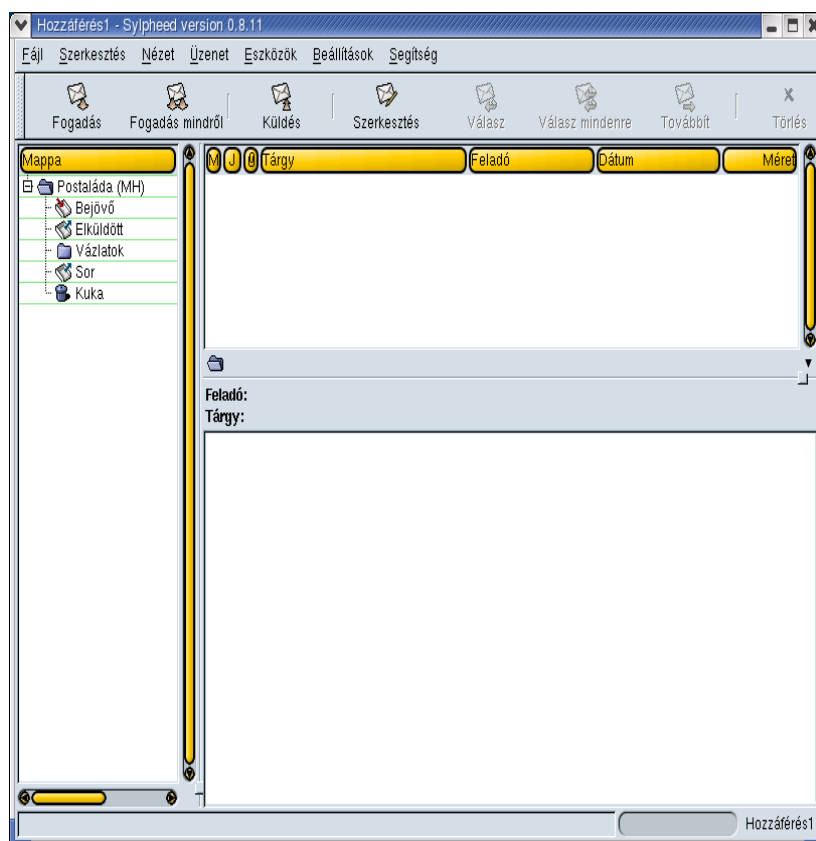 Hozzáférés1 - Sylpheed version 0.8.11
Fájl Szerkesztés Nézet Üzenet Eszközök Beállítások Segítség
Fogadás Fogadás mindről Küldés Szerkesztés Válasz Válasz mindenre Továbbít Törlés
Mappa
Postaláda (MH)
Bejövő
Elküldött
Vázlatok
Sor
Kuka
M J Tárgy Feladó Dátum Méret
Feladó:
Tárgy:
Hozzáférés1